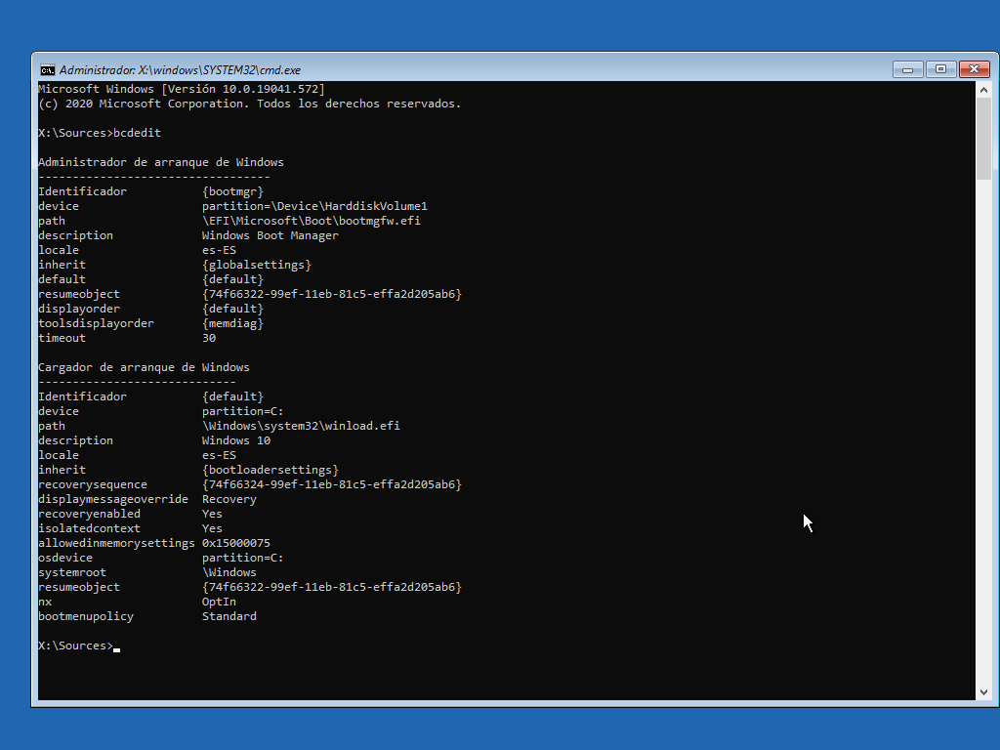 Administrador: X:\windows\SYSTEM32\cmd.exe
Microsoft Windows [Versión 10.0.19041.572]
(c) 2020 Microsoft Corporation. Todos los derechos reservados.
X:\Sources>bcdedit
Administrador de arranque de Windows
----------------------------------
Identificador           {bootmgr}
device                  partition=\Device\HarddiskVolume1
path                    \EFI\Microsoft\Boot\bootmgfw.efi
description             Windows Boot Manager
locale                  es-ES
inherit                 {globalsettings}
default                 {default}
resumeobject            {74f66322-99ef-11eb-81c5-effa2d205ab6}
displayorder            {default}
toolsdisplayorder       {memdiag}
timeout                 30
Cargador de arranque de Windows
-----------------------------
Identificador           {default}
device                  partition=C:
path                    \Windows\system32\winload.efi
description             Windows 10
locale                  es-ES
inherit                 {bootloadersettings}
recoverysequence        {74f66324-99ef-11eb-81c5-effa2d205ab6}
displaymessageoverride  Recovery
recoveryenabled         Yes
isolatedcontext         Yes
allowedinmemorysettings 0x15000075
osdevice                partition=C:
systemroot              \Windows
resumeobject            {74f66322-99ef-11eb-81c5-effa2d205ab6}
nx                      OptIn
bootmenupolicy          Standard
X:\Sources>